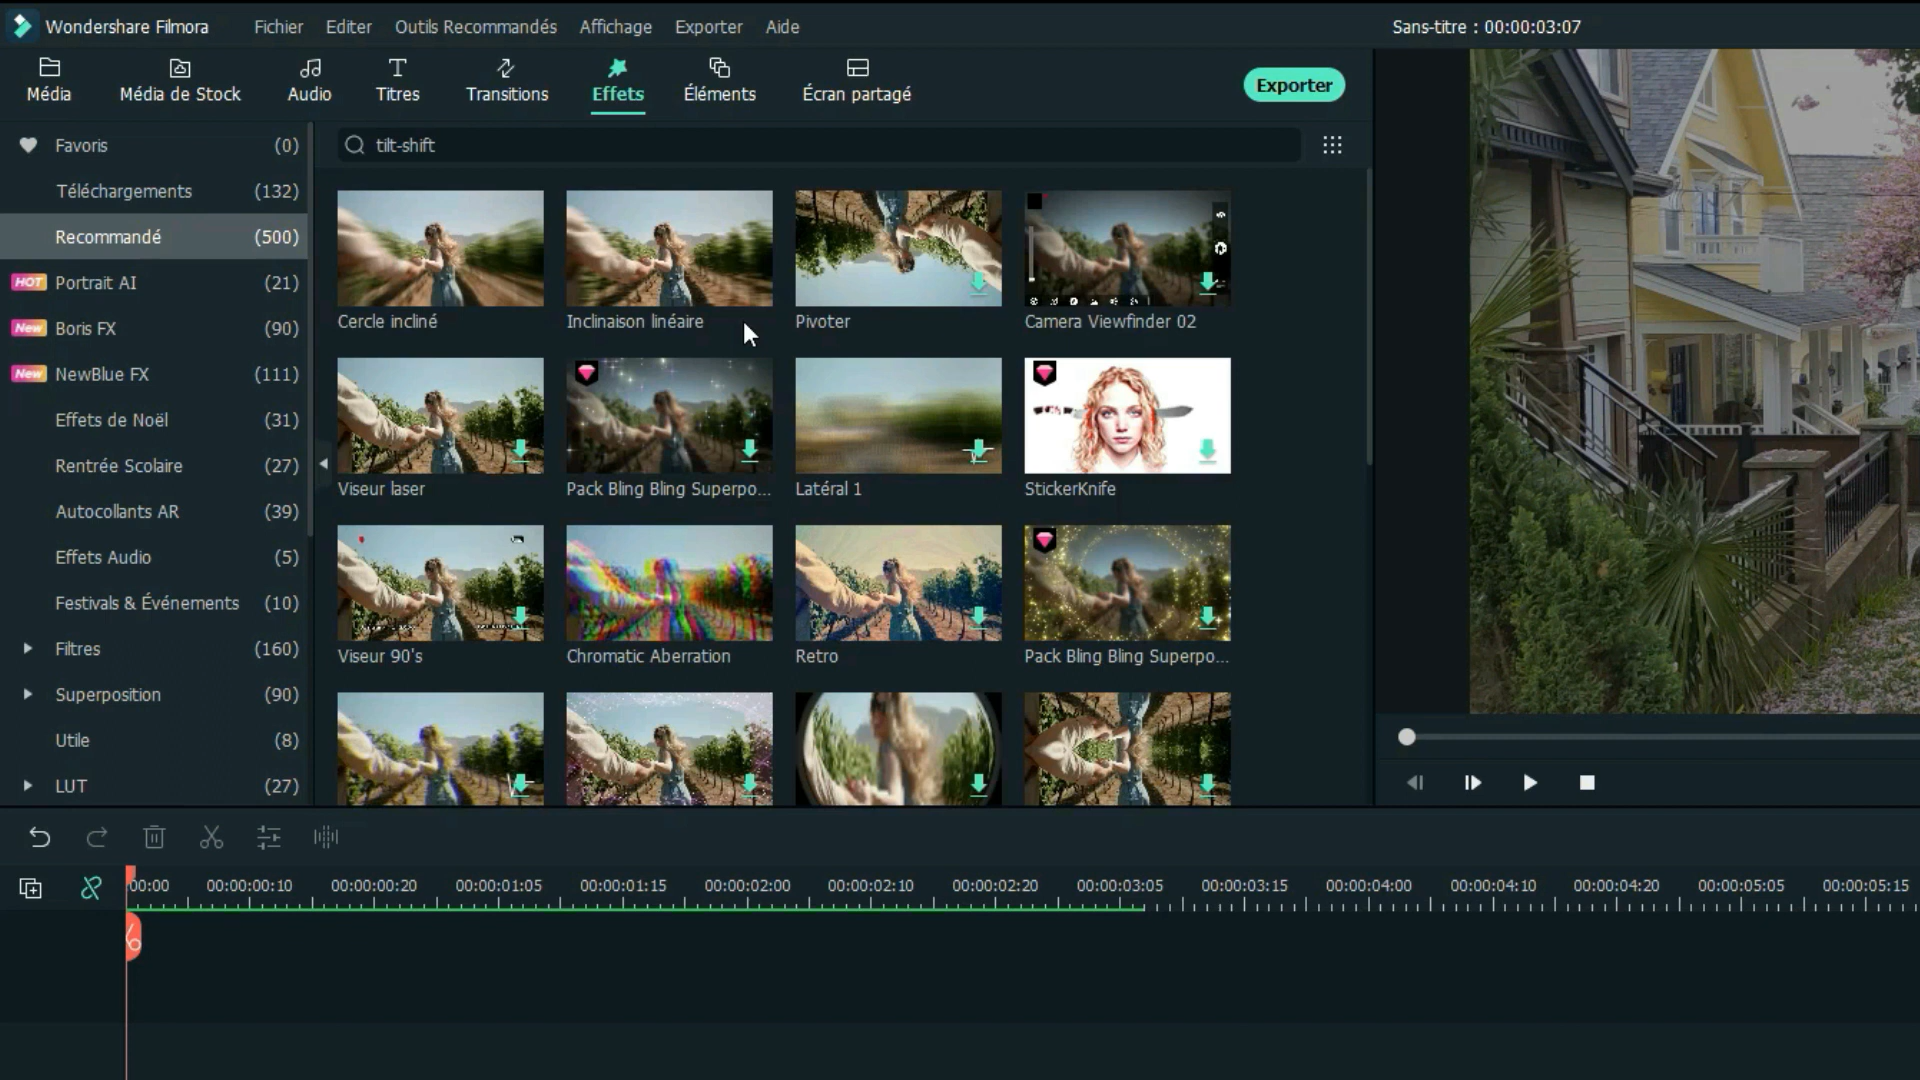 Wondershare Filmora Fichier Editer Outils Recommandés Affichage Exporter Aide Sans-titre : 00:00:03:07
Média Média de Stock Audio Titres Transitions Effets Éléments Écran partagé Exporter
Favoris (0)
tilt-shift
Téléchargements (132)
Recommandé (500)
HOT Portrait AI (21)
New Boris FX (90)
New NewBlue FX (111)
Effets de Noël (31)
Rentrée Scolaire (27)
Autocollants AR (39)
Effets Audio (5)
Festivals & Événements (10)
Filtres (160)
Superposition (90)
Utile (8)
LUT (27)
Cercle incliné Inclinaison linéaire Pivoter Camera Viewfinder 02
Viseur laser Pack Bling Bling Superpo... Latéral 1 StickerKnife
Viseur 90's Chromatic Aberration Retro Pack Bling Bling Superpo...
00:00 00:00:00:10 00:00:00:20 00:00:01:05 00:00:01:15 00:00:02:00 00:00:02:10 00:00:02:20 00:00:03:05 00:00:03:15 00:00:04:00 00:00:04:10 00:00:04:20 00:00:05:05 00:00:05:15